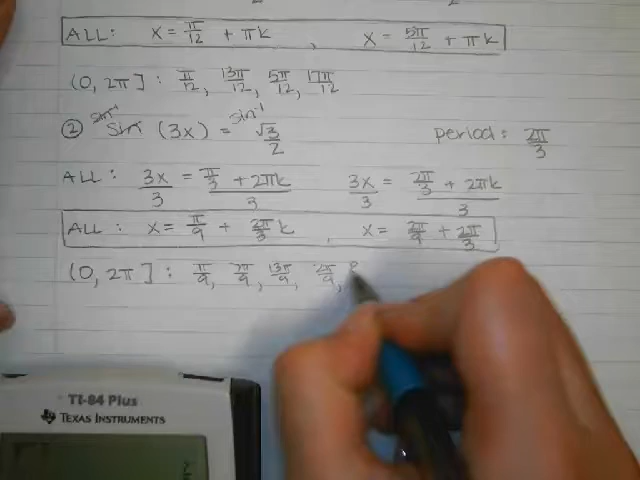 ALL: x = π/12 + πk , x = 5π/12 + πk
(0, 2π] : π/12, 13π/12, 5π/12, 17π/12
② sin⁻¹ sin (3x) = sin⁻¹ √3/2 period: 2π/3
ALL: 3x/3 = π/3 + 2πk/3 3x/3 = 2π/3 + 2πk/3
ALL: x = π/9 + 2π/3 k , x = 2π/9 + 2π/3
(0, 2π] : π/9, 7π/9, 13π/9, 2π/9, 8
TI-84 Plus
TEXAS INSTRUMENTS